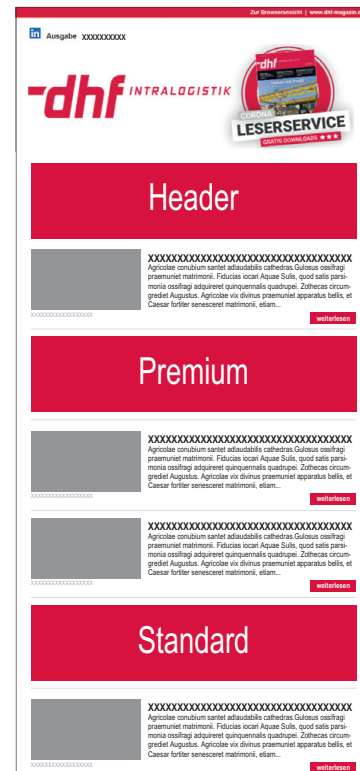 Zur Browseransicht | www.dhf-magazin.c
in Ausgabe XXXXXXXXXX
dhf INTRALOGISTIK
CORONA
LESERSERVICE
GRATIS DOWNLOADS ★★★
Header
XXXXXXXXXXXXXXXXXXXXXXXXXXXXXXXXXXX
Agricolae conubium santet adlaudabilis cathedras.Gulosus ossifragi
praemuniet matrimonii. Fiducias iocari Aquae Sulis, quod satis parsi-
monia ossifragi adquireret quinquennalis quadrupei. Zothecas circum-
grediet Augustus. Agricolae vix divinus praemuniet apparatus bellis, et
Caesar fortiter senesceret matrimonii, etiam...
XXXXXXXXXXXXXXXXXX
weiterlesen
Premium
XXXXXXXXXXXXXXXXXXXXXXXXXXXXXXXXXXX
Agricolae conubium santet adlaudabilis cathedras.Gulosus ossifragi
praemuniet matrimonii. Fiducias iocari Aquae Sulis, quod satis parsi-
monia ossifragi adquireret quinquennalis quadrupei. Zothecas circum-
grediet Augustus. Agricolae vix divinus praemuniet apparatus bellis, et
Caesar fortiter senesceret matrimonii, etiam...
XXXXXXXXXXXXXXXXXX
weiterlesen
XXXXXXXXXXXXXXXXXXXXXXXXXXXXXXXXXXX
Agricolae conubium santet adlaudabilis cathedras.Gulosus ossifragi
praemuniet matrimonii. Fiducias iocari Aquae Sulis, quod satis parsi-
monia ossifragi adquireret quinquennalis quadrupei. Zothecas circum-
grediet Augustus. Agricolae vix divinus praemuniet apparatus bellis, et
Caesar fortiter senesceret matrimonii, etiam...
XXXXXXXXXXXXXXXXXX
weiterlesen
Standard
XXXXXXXXXXXXXXXXXXXXXXXXXXXXXXXXXXX
Agricolae conubium santet adlaudabilis cathedras.Gulosus ossifragi
praemuniet matrimonii. Fiducias iocari Aquae Sulis, quod satis parsi-
monia ossifragi adquireret quinquennalis quadrupei. Zothecas circum-
grediet Augustus. Agricolae vix divinus praemuniet apparatus bellis, et
Caesar fortiter senesceret matrimonii, etiam...
XXXXXXXXXXXXXXXXXX
weiterlesen